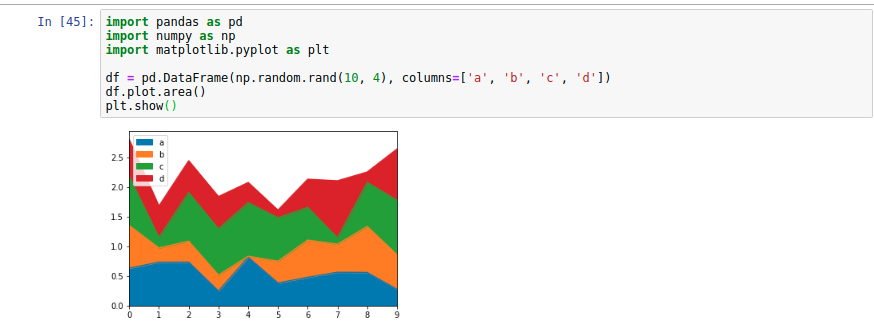 In [45]: import pandas as pd
import numpy as np
import matplotlib.pyplot as plt
df = pd.DataFrame(np.random.rand(10, 4), columns=['a', 'b', 'c', 'd'])
df.plot.area()
plt.show()
a
b
c
d
2.5
2.0
1.5
1.0
0.5
0.0
0 1 2 3 4 5 6 7 8 9